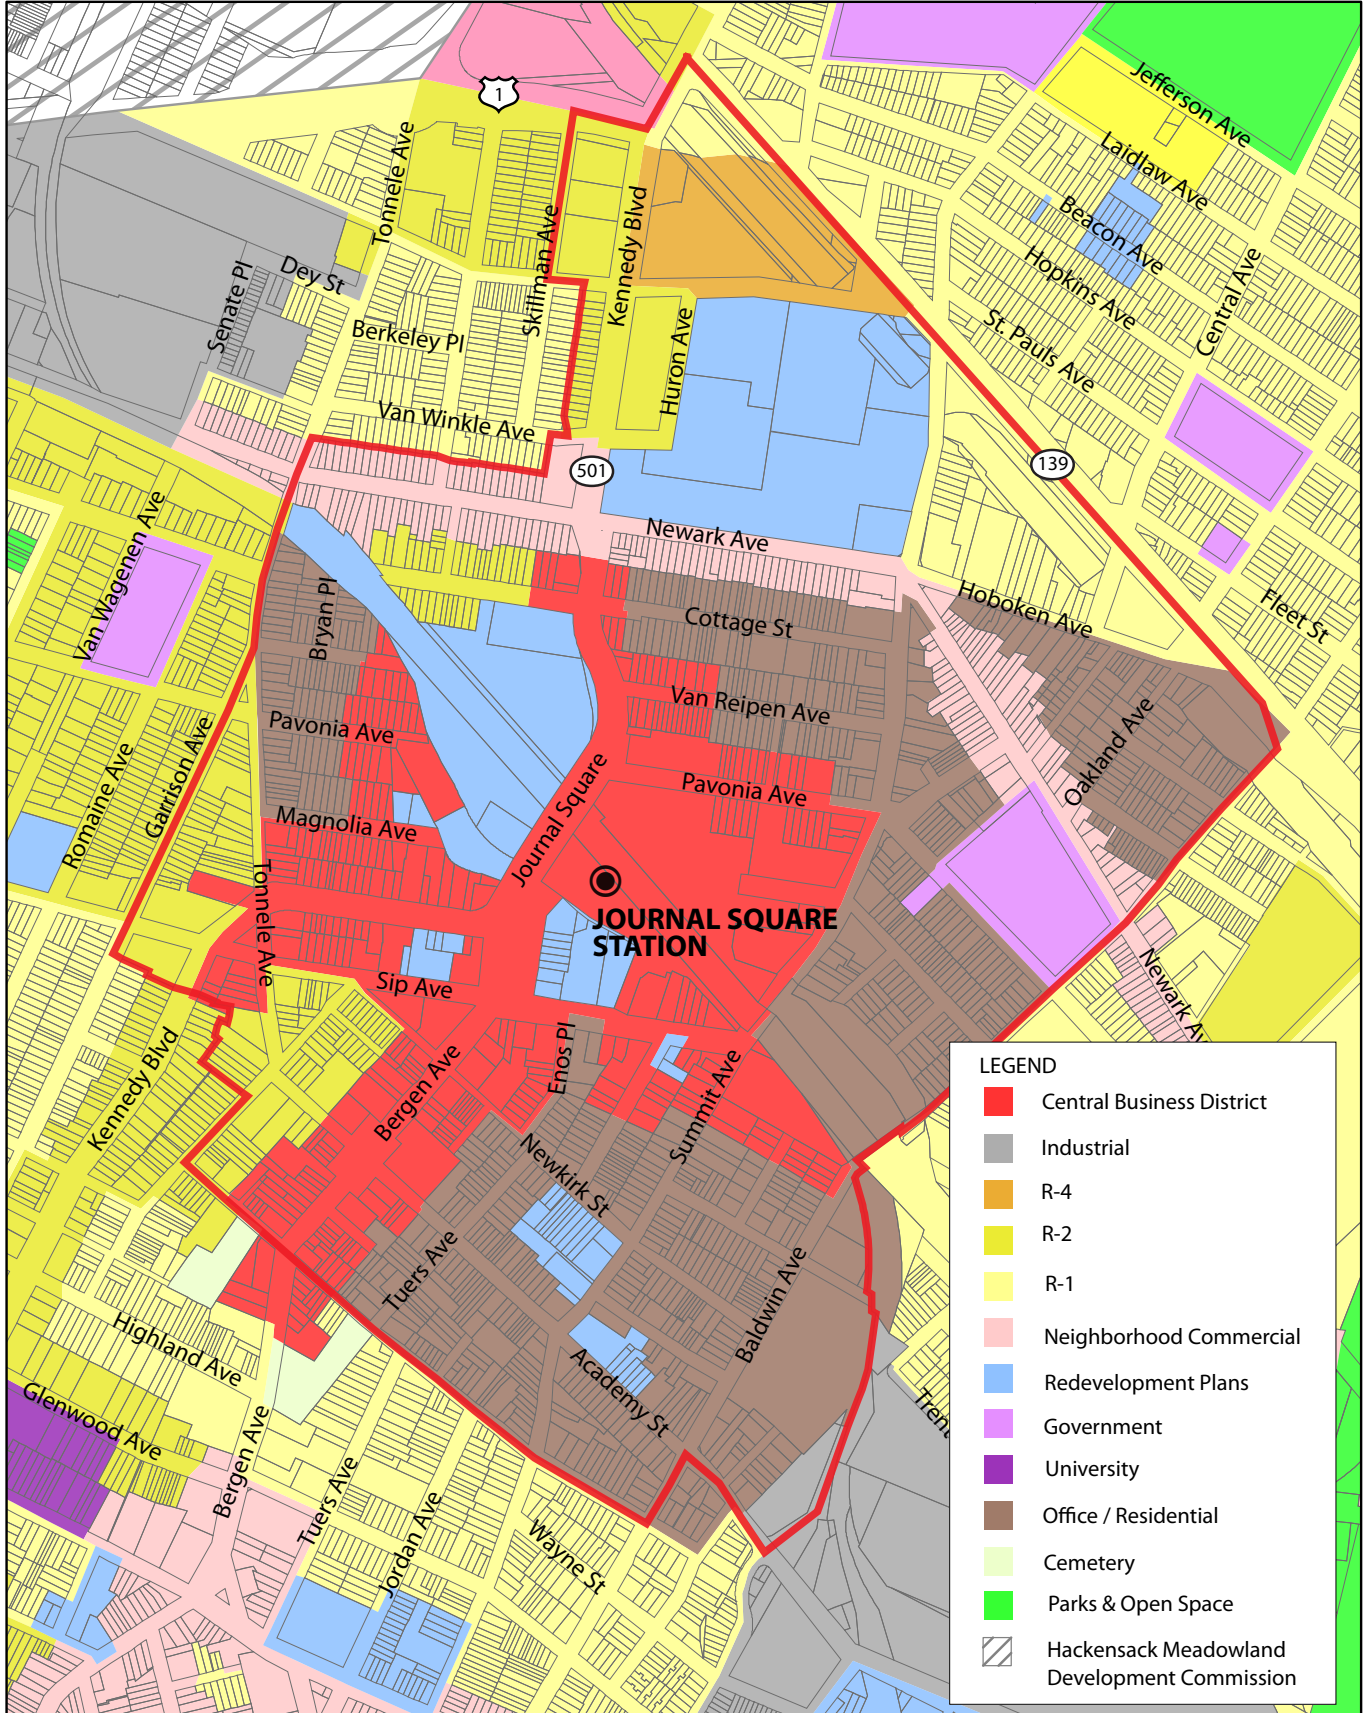 1
Jefferson Ave
Tonnele Ave
Laidlaw Ave
Skillman Ave
Kennedy Blvd
Beacon Ave
Senate Pl
Dey St
Hopkins Ave
Central Ave
Berkeley Pl
Huron Ave
St. Pauls Ave
Van Winkle Ave
501
139
Van Wagenen Ave
Newark Ave
Bryan Pl
Cottage St
Hoboken Ave
Fleet St
Pavonia Ave
Van Reipen Ave
Romaine Ave
Garrison Ave
Journal Square
Pavonia Ave
Oakland Ave
Magnolia Ave
Tonnele Ave
JOURNAL SQUARE
STATION
Sip Ave
Newark Av
Kennedy Blvd
Bergen Ave
Enos Pl
Summit Ave
Newkirk St
Tuers Ave
Baldwin Ave
Highland Ave
Academy St
Glenwood Ave
Trent
Bergen Ave
Tuers Ave
Jordan Ave
Wayne St
LEGEND
Central Business District
Industrial
R-4
R-2
R-1
Neighborhood Commercial
Redevelopment Plans
Government
University
Office / Residential
Cemetery
Parks & Open Space
Hackensack Meadowland
Development Commission